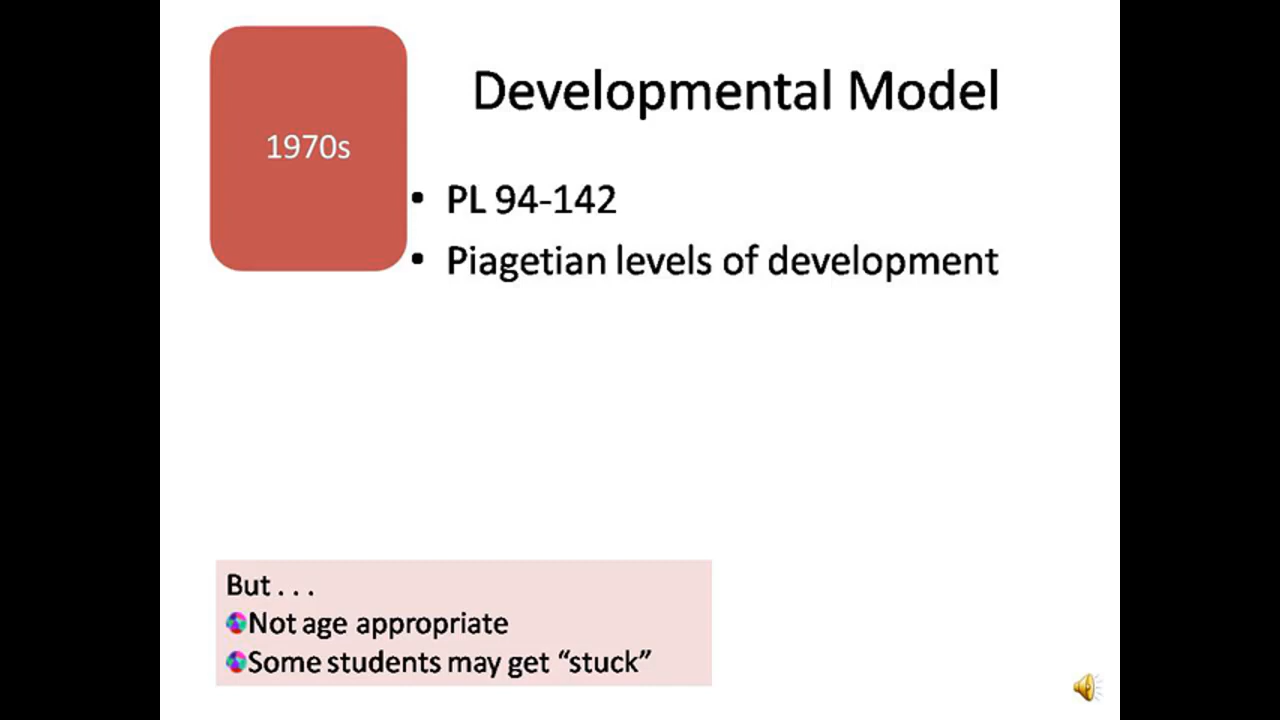 1970s
Developmental Model
• PL 94-142
• Piagetian levels of development
But . . .
Not age appropriate
Some students may get “stuck”